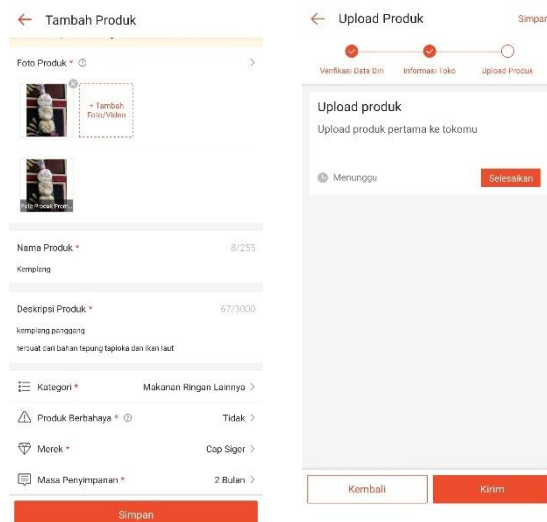 Tambah Produk
Foto Produk *
+ Tambah
Foto/Video
Foto Produk Prom...
Nama Produk * 8/255
Kemplang
Deskripsi Produk * 67/3000
kemplang panggang
terbuat dari bahan tepung tapioka dan ikan laut
Kategori * Makanan Ringan Lainnya
Produk Berbahaya * Tidak
Merek * Cap Siger
Masa Penyimpanan * 2 Bulan
Simpan
Upload Produk Simpan
Verifikasi Data Diri Informasi Toko Upload Produk
Upload produk
Upload produk pertama ke tokomu
Menunggu Selesaikan
Kembali Kirim